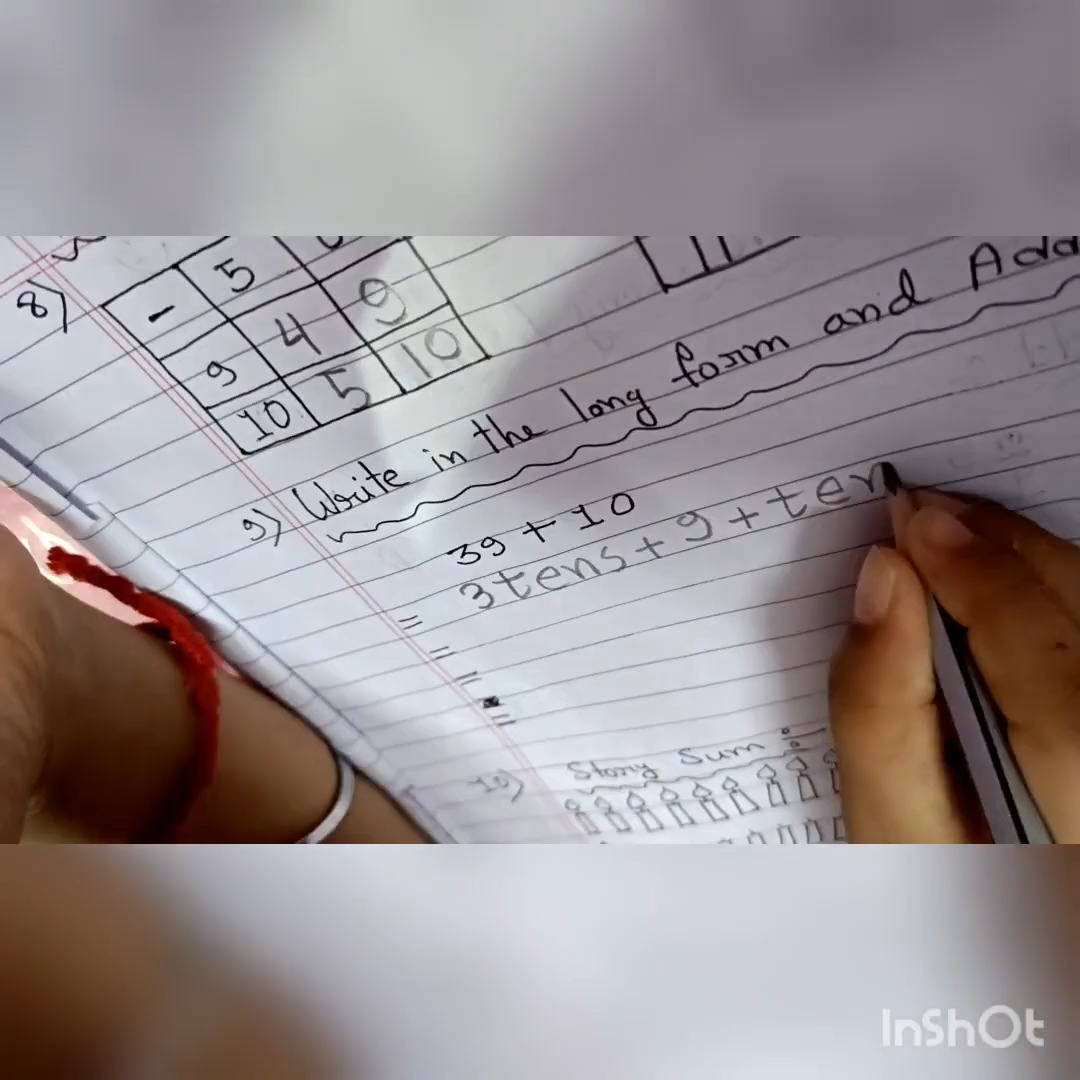 8)
- 5
9 4 9
10 5 10
11
9) Write in the long form and Add
39 + 10
= 3tens + 9 + ten
=
=
=
10) Story Sum
InShOt